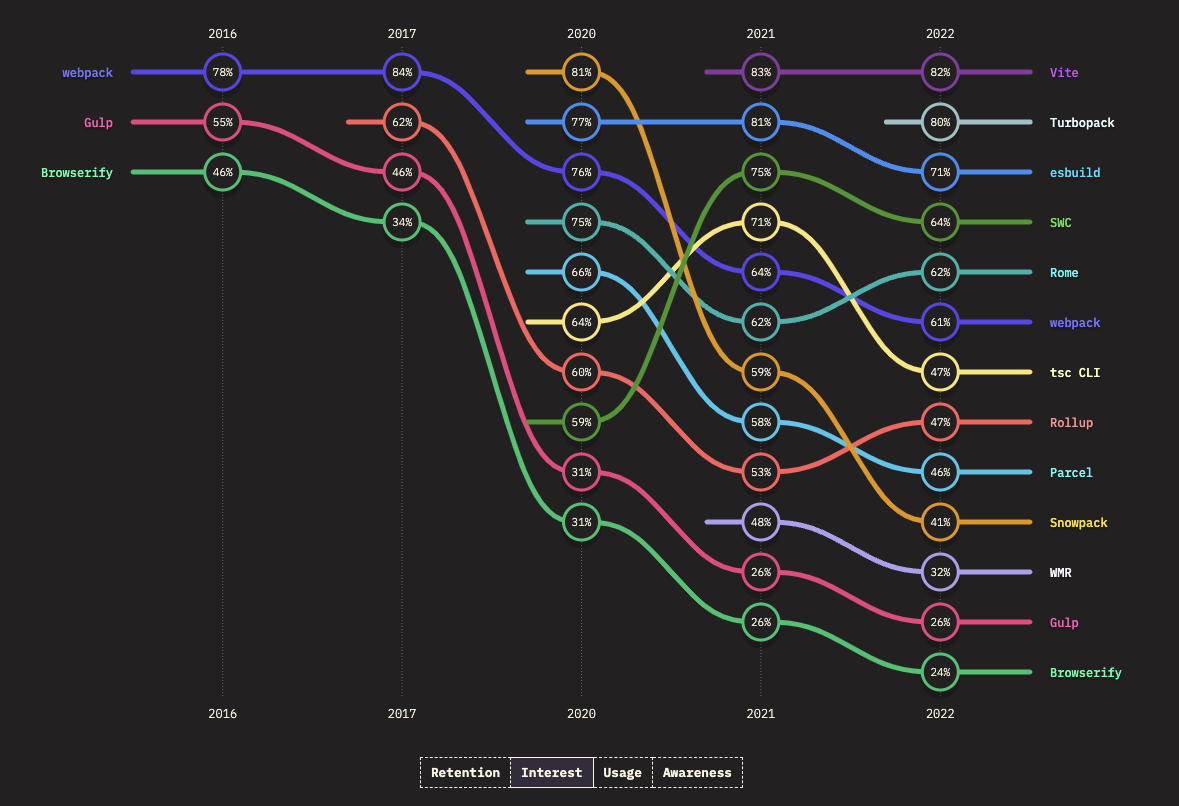 2016 2017 2020 2021 2022
webpack 78% 84% 81% 83% 82% Vite
Gulp 55% 62% 77% 81% 80% Turbopack
Browserify 46% 46% 76% 75% 71% esbuild
34% 75% 71% 64% SWC
66% 64% 62% Rome
64% 62% 61% webpack
60% 59% 47% tsc CLI
59% 58% 47% Rollup
31% 53% 46% Parcel
31% 48% 41% Snowpack
26% 32% WMR
26% 26% Gulp
24% Browserify
2016 2017 2020 2021 2022
Retention Interest Usage Awareness